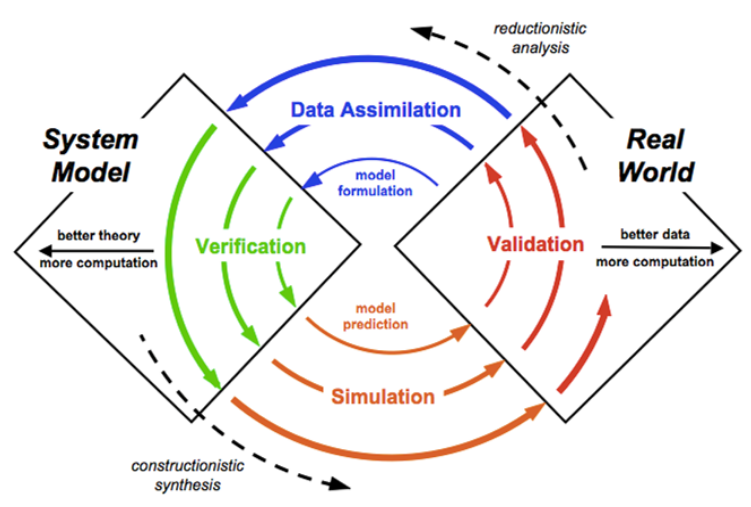 reductionistic
analysis
System
Model
Data Assimilation
Real
World
model
formulation
better theory
more computation
Verification
Validation
better data
more computation
model
prediction
Simulation
constructionistic
synthesis